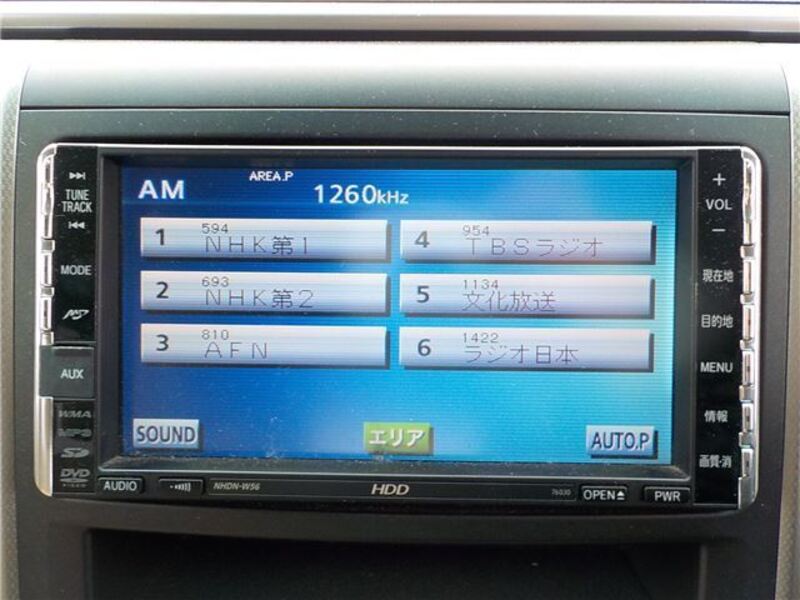 AM
AREA.P
1260kHz
1 594 NHK第1
4 954 TBSラジオ
2 693 NHK第2
5 1134 文化放送
3 810 AFN
6 1422 ラジオ日本
SOUND
エリア
AUTO.P
TUNE
TRACK
MODE
AUX
WMA
MP3
SD
DVD
VIDEO
+
VOL
−
現在地
目的地
MENU
情報
画質・消
AUDIO
NHDN-W56
HDD
76030
OPEN
PWR